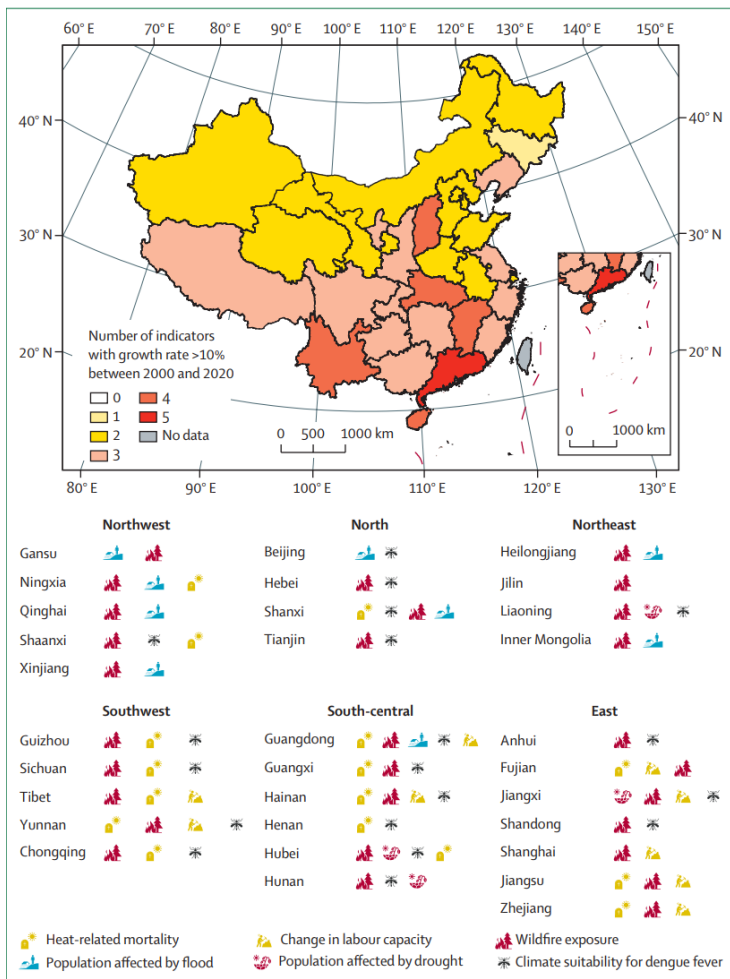 60° E 70° E 80° E 90° E 100° E 110° E 120° E 130° E 150° E
40° N 40° N
30° N 30° N
20° N 20° N
Number of indicators
with growth rate >10%
between 2000 and 2020
0 4
1 5
2 No data
3
0 500 1000 km
0 1000 km
80° E 90° E 100° E 110° E 120° E 130° E
Northwest
Gansu
Ningxia
Qinghai
Shaanxi
Xinjiang
North
Beijing
Hebei
Shanxi
Tianjin
Northeast
Heilongjiang
Jilin
Liaoning
Inner Mongolia
Southwest
Guizhou
Sichuan
Tibet
Yunnan
Chongqing
South-central
Guangdong
Guangxi
Hainan
Henan
Hubei
Hunan
East
Anhui
Fujian
Jiangxi
Shandong
Shanghai
Jiangsu
Zhejiang
Heat-related mortality Change in labour capacity Wildfire exposure
Population affected by flood Population affected by drought Climate suitability for dengue fever